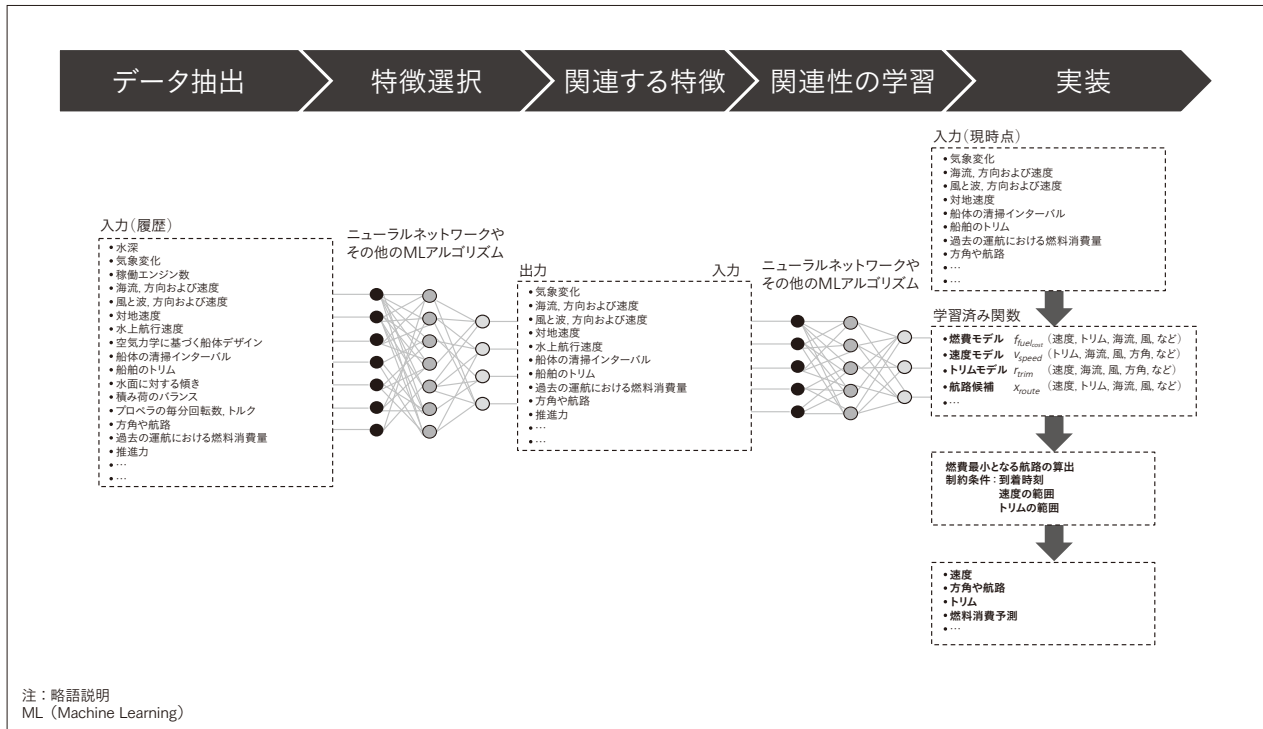 データ抽出
特徴選択
関連する特徴
関連性の学習
実装
入力（履歴）
•水深
•気象変化
•稼働エンジン数
•海流, 方向および速度
•風と波, 方向および速度
•対地速度
•水上航行速度
•空気力学に基づく船体デザイン
•船体の清掃インターバル
•船舶のトリム
•水面に対する傾き
•積み荷のバランス
•プロペラの毎分回転数, トルク
•方角や航路
•過去の運航における燃料消費量
•推進力
•…
•…
ニューラルネットワークや
その他のMLアルゴリズム
出力
入力
•気象変化
•海流, 方向および速度
•風と波, 方向および速度
•対地速度
•水上航行速度
•船体の清掃インターバル
•船舶のトリム
•過去の運航における燃料消費量
•方角や航路
•推進力
•…
•…
ニューラルネットワークや
その他のMLアルゴリズム
入力（現時点）
•気象変化
•海流, 方向および速度
•風と波, 方向および速度
•対地速度
•船体の清掃インターバル
•船舶のトリム
•過去の運航における燃料消費量
•方角や航路
•…
•…
学習済み関数
•燃費モデル f_fuel_cost （速度, トリム, 海流, 風, など）
•速度モデル v_speed （トリム, 海流, 風, 方角, など）
•トリムモデル r_trim （速度, 海流, 風, 方角, など）
•航路候補 x_route （速度, トリム, 海流, 風, など）
•…
燃費最小となる航路の算出
制約条件：到着時刻
速度の範囲
トリムの範囲
•速度
•方角や航路
•トリム
•燃料消費予測
•…
注：略語説明
ML（Machine Learning）